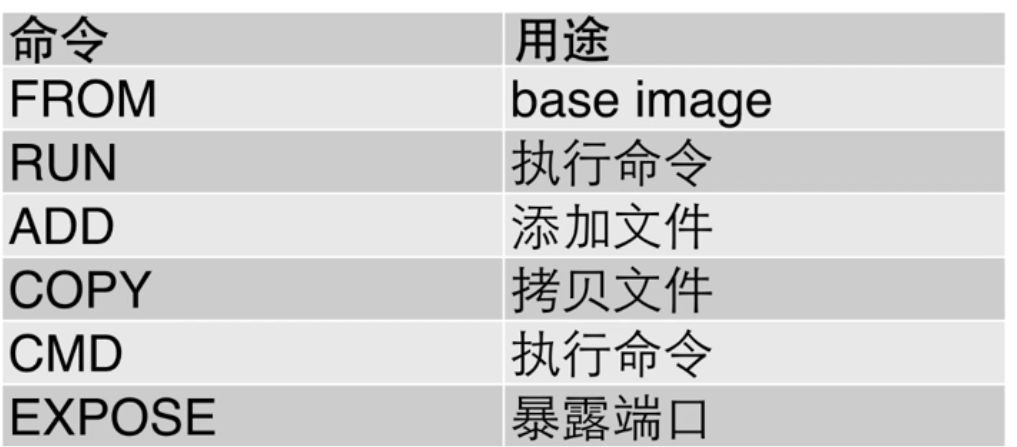 命令 用途
FROM base image
RUN 执行命令
ADD 添加文件
COPY 拷贝文件
CMD 执行命令
EXPOSE 暴露端口